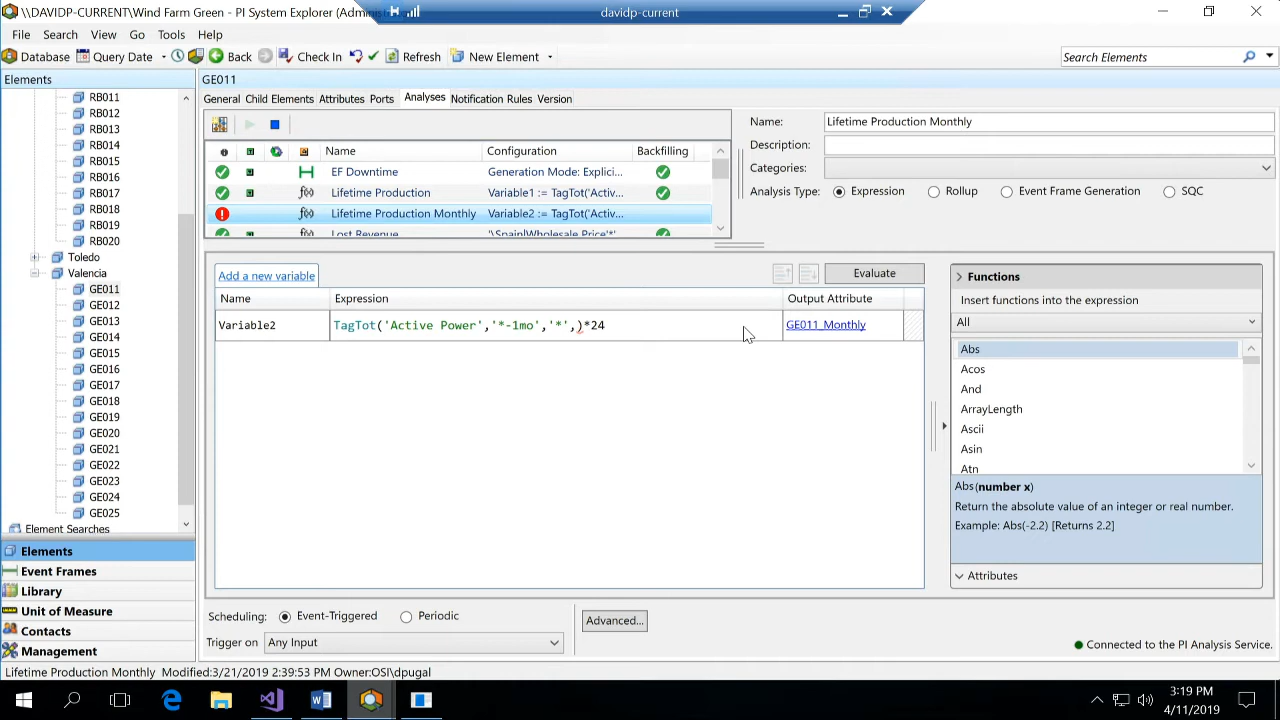 \\DAVIDP-CURRENT\Wind Farm Green - PI System Explorer (Admini
davidp-current
File Search View Go Tools Help
Database Query Date Back Check In Refresh New Element
Search Elements
Elements
GE011
RB011
RB012
RB013
RB014
RB015
RB016
RB017
RB018
RB019
RB020
Toledo
Valencia
GE011
GE012
GE013
GE014
GE015
GE016
GE017
GE018
GE019
GE020
GE021
GE022
GE023
GE024
GE025
Element Searches
Elements
Event Frames
Library
Unit of Measure
Contacts
Management
General Child Elements Attributes Ports Analyses Notification Rules Version
Name Configuration Backfilling
EF Downtime Generation Mode: Explici...
Lifetime Production Variable1 := TagTot('Activ...
Lifetime Production Monthly Variable2 := TagTot('Activ...
Lost Revenue '\Spain|Wholesale Price'*'
Name: Lifetime Production Monthly
Description:
Categories:
Analysis Type: Expression Rollup Event Frame Generation SQC
Add a new variable
Evaluate
Name Expression Output Attribute
Variable2 TagTot('Active Power','*-1mo','*',)*24 GE011_Monthly
Functions
Insert functions into the expression
All
Abs
Acos
And
ArrayLength
Ascii
Asin
Atn
Abs(number x)
Return the absolute value of an integer or real number.
Example: Abs(-2.2) [Returns 2.2]
Attributes
Scheduling: Event-Triggered Periodic
Trigger on Any Input
Advanced...
Connected to the PI Analysis Service.
Lifetime Production Monthly Modified:3/21/2019 2:39:53 PM Owner:OSI\dpugal
3:19 PM
4/11/2019